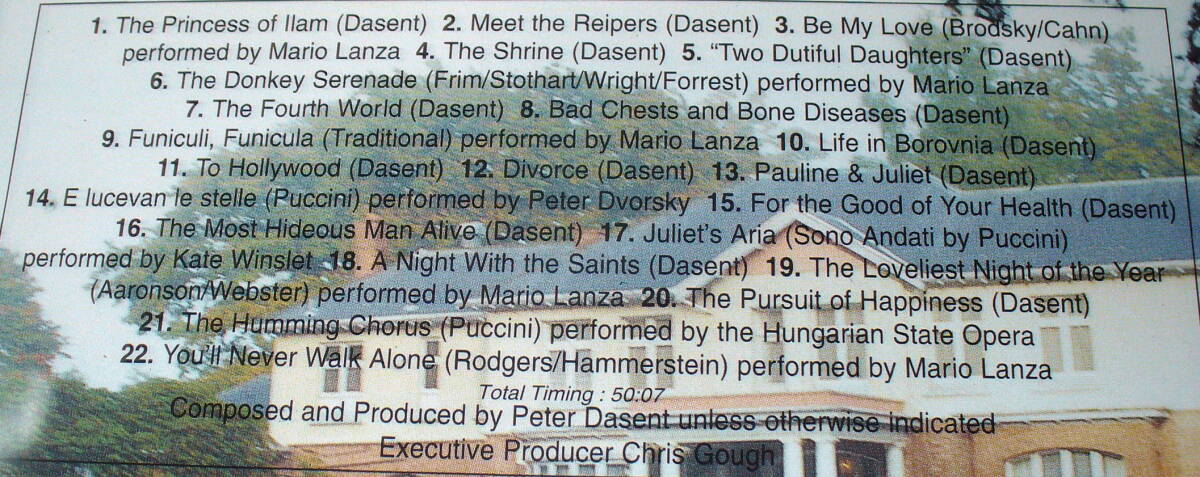 1. The Princess of Ilam (Dasent) 2. Meet the Reipers (Dasent) 3. Be My Love (Brodsky/Cahn)
performed by Mario Lanza 4. The Shrine (Dasent) 5. “Two Dutiful Daughters” (Dasent)
6. The Donkey Serenade (Frim/Stothart/Wright/Forrest) performed by Mario Lanza
7. The Fourth World (Dasent) 8. Bad Chests and Bone Diseases (Dasent)
9. Funiculi, Funicula (Traditional) performed by Mario Lanza 10. Life in Borovnia (Dasent)
11. To Hollywood (Dasent) 12. Divorce (Dasent) 13. Pauline & Juliet (Dasent)
14. E lucevan le stelle (Puccini) performed by Peter Dvorsky 15. For the Good of Your Health (Dasent)
16. The Most Hideous Man Alive (Dasent) 17. Juliet's Aria (Sono Andati by Puccini)
performed by Kate Winslet 18. A Night With the Saints (Dasent) 19. The Loveliest Night of the Year
(Aaronson/Webster) performed by Mario Lanza 20. The Pursuit of Happiness (Dasent)
21. The Humming Chorus (Puccini) performed by the Hungarian State Opera
22. You'll Never Walk Alone (Rodgers/Hammerstein) performed by Mario Lanza
Total Timing : 50:07
Composed and Produced by Peter Dasent unless otherwise indicated
Executive Producer Chris Gough